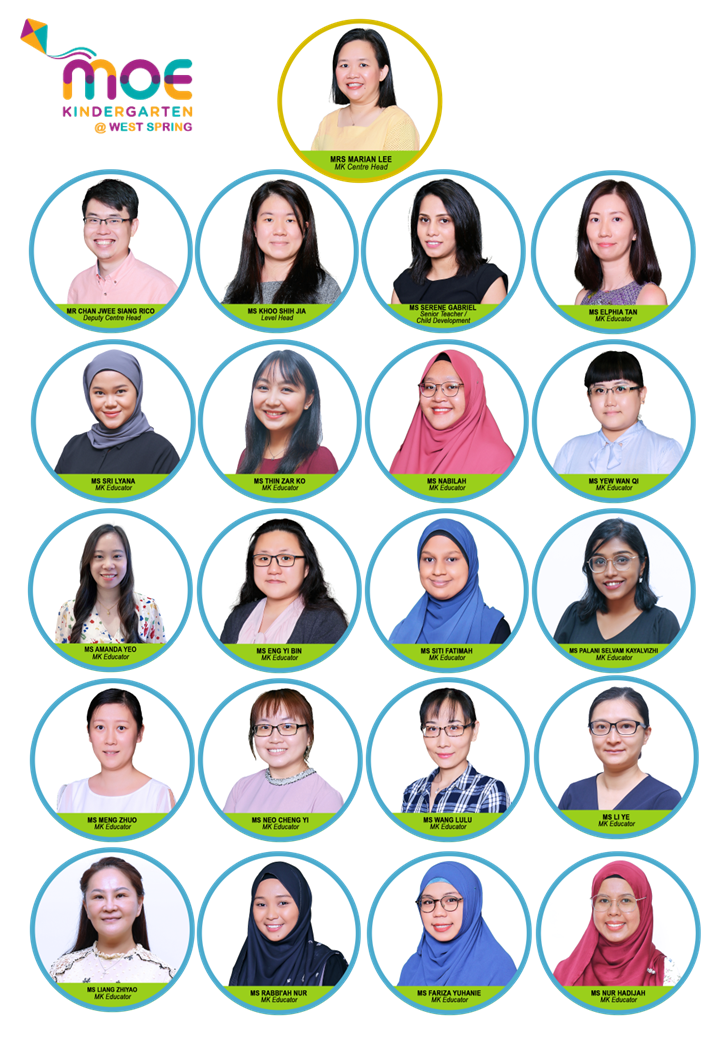 mOE
KINDERGARTEN
@ WEST SPRING
MRS MARIAN LEE
MK Centre Head
MR CHAN JWEE SIANG RICO
Deputy Centre Head
MS KHOO SHIH JIA
Level Head
MS SERENE GABRIEL
Senior Teacher /
Child Development
MS ELPHIA TAN
MK Educator
MS SRI LYANA
MK Educator
MS THIN ZAR KO
MK Educator
MS NABILAH
MK Educator
MS YEW WAN QI
MK Educator
MS AMANDA YEO
MK Educator
MS ENG YI BIN
MK Educator
MS SITI FATIMAH
MK Educator
MS PALANI SELVAM KAYALVIZHI
MK Educator
MS MENG ZHUO
MK Educator
MS NEO CHENG YI
MK Educator
MS WANG LULU
MK Educator
MS LI YE
MK Educator
MS LIANG ZHIYAO
MK Educator
MS RABBI'AH NUR
MK Educator
MS FARIZA YUHANIE
MK Educator
MS NUR HADIJAH
MK Educator